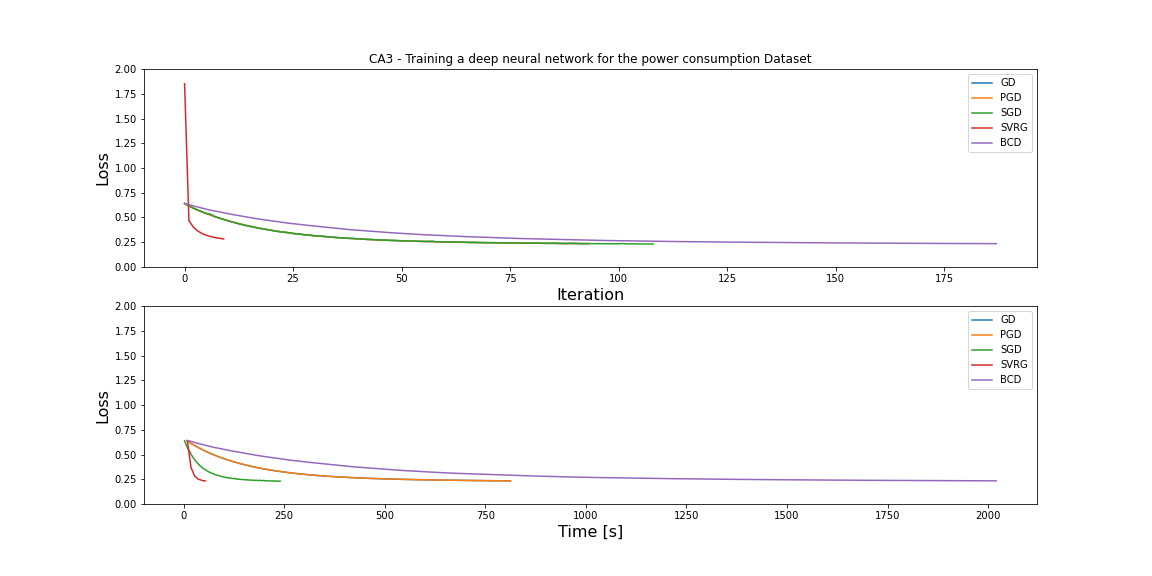 CA3 - Training a deep neural network for the power consumption Dataset
2.00
1.75
1.50
1.25
1.00
0.75
0.50
0.25
0.00
Loss
GD
PGD
SGD
SVRG
BCD
0 25 50 75 100 125 150 175
Iteration
2.00
1.75
1.50
1.25
1.00
0.75
0.50
0.25
0.00
Loss
GD
PGD
SGD
SVRG
BCD
0 250 500 750 1000 1250 1500 1750 2000
Time [s]